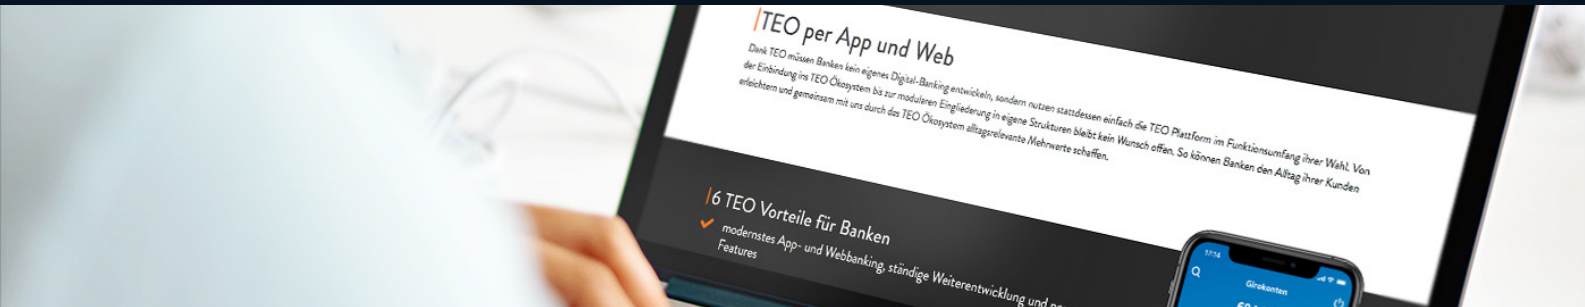 TEO per App und Web
Dank TEO müssen Banken kein eigenes Digital-Banking entwickeln, sondern nutzen stattdessen einfach die TEO Plattform im Funktionsumfang ihrer Wahl. Von
der Einbindung ins TEO Ökosystem bis zur modularen Eingliederung in eigene Strukturen bleibt kein Wunsch offen. So können Banken den Alltag ihrer Kunden
erleichtern und gemeinsam mit uns durch das TEO Ökosystem alltagsrelevante Mehrwerte schaffen.
6 TEO Vorteile für Banken
modernstes App- und Webbanking, ständige Weiterentwicklung und
Features
17:14
Girokonten